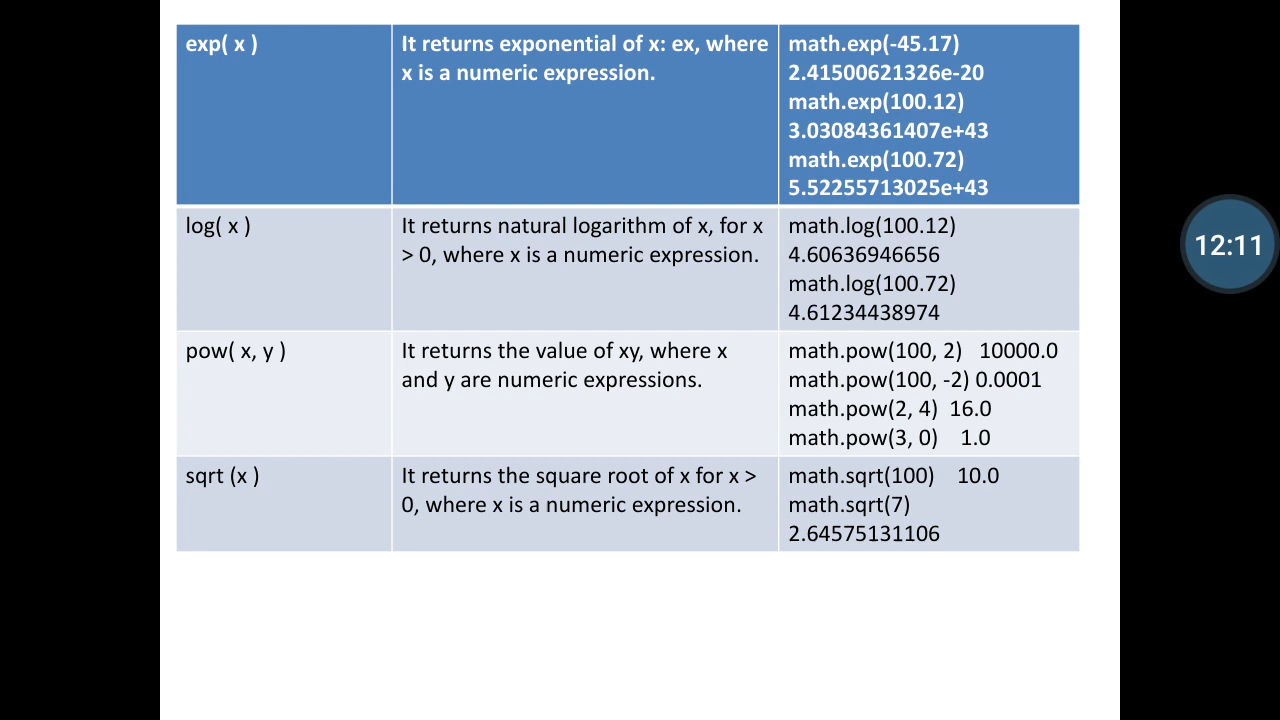 exp( x )
It returns exponential of x: ex, where
x is a numeric expression.
math.exp(-45.17)
2.41500621326e-20
math.exp(100.12)
3.03084361407e+43
math.exp(100.72)
5.52255713025e+43
log( x )
It returns natural logarithm of x, for x
> 0, where x is a numeric expression.
math.log(100.12)
4.60636946656
math.log(100.72)
4.61234438974
pow( x, y )
It returns the value of xy, where x
and y are numeric expressions.
math.pow(100, 2)   10000.0
math.pow(100, -2) 0.0001
math.pow(2, 4)  16.0
math.pow(3, 0)    1.0
sqrt (x )
It returns the square root of x for x >
0, where x is a numeric expression.
math.sqrt(100)    10.0
math.sqrt(7)
2.64575131106
12:11